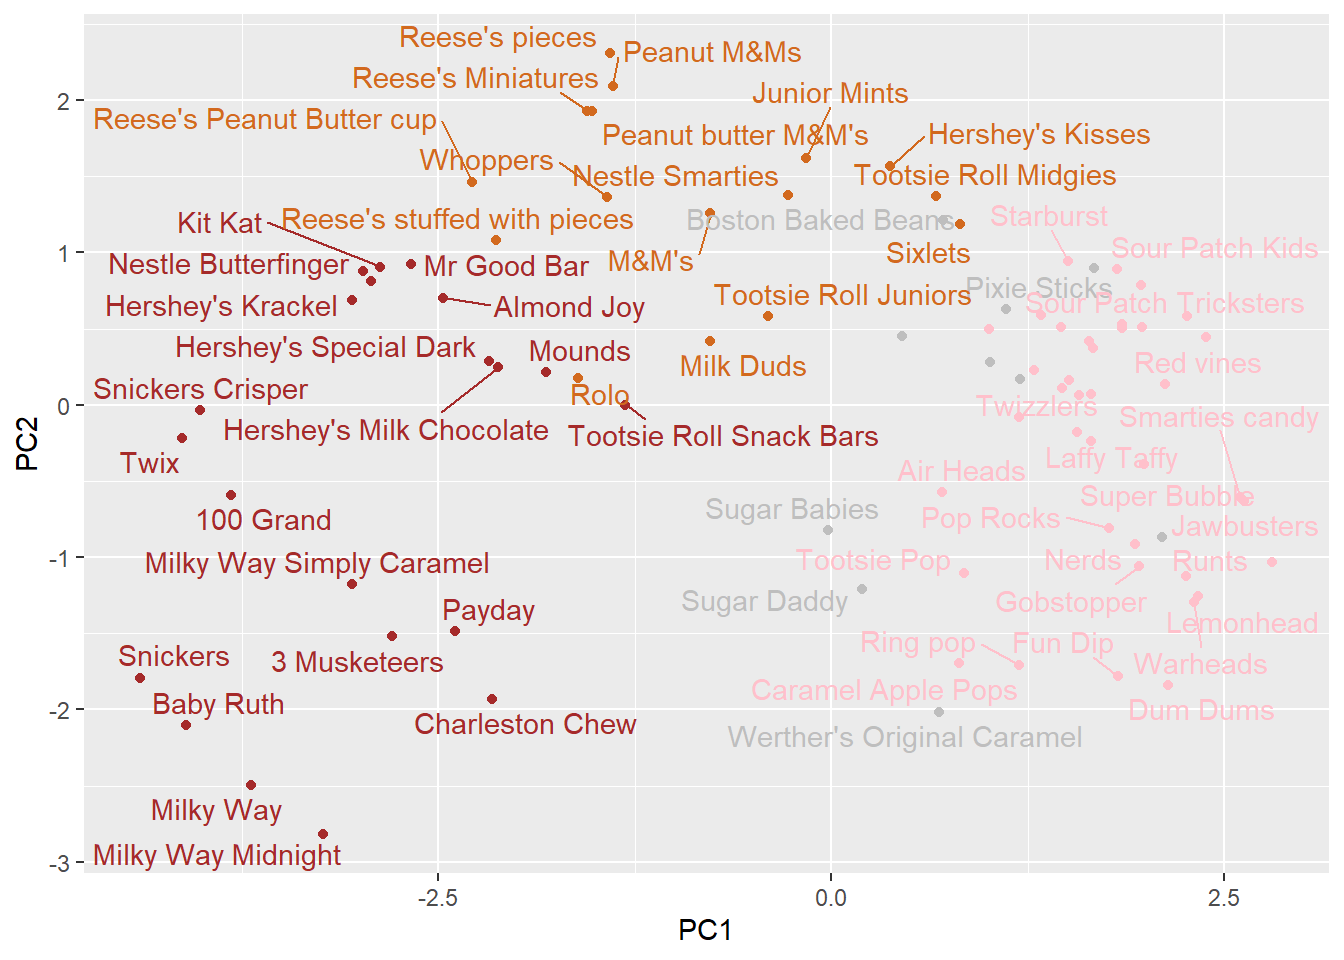 Reese's pieces
Peanut M&Ms
Reese's Miniatures
Junior Mints
Reese's Peanut Butter cup
Peanut butter M&M's
Hershey's Kisses
Whoppers
Nestle Smarties
Tootsie Roll Midgies
Kit Kat
Reese's stuffed with pieces
Boston Baked Beans
Starburst
Sixlets
Sour Patch Kids
Nestle Butterfinger
Mr Good Bar
M&M's
Pixie Sticks
Hershey's Krackel
Almond Joy
Tootsie Roll Juniors
Sour Patch Tricksters
Hershey's Special Dark
Mounds
Milk Duds
Red vines
Snickers Crisper
Rolo
Twizzlers
Smarties candy
Hershey's Milk Chocolate
Tootsie Roll Snack Bars
Twix
Air Heads
Laffy Taffy
100 Grand
Sugar Babies
Pop Rocks
Super Bubble
Jawbusters
Milky Way Simply Caramel
Tootsie Pop
Nerds
Runts
Payday
Sugar Daddy
Gobstopper
Lemonhead
Snickers
3 Musketeers
Ring pop
Fun Dip
Warheads
Baby Ruth
Charleston Chew
Caramel Apple Pops
Dum Dums
Werther's Original Caramel
Milky Way
Milky Way Midnight
2
1
0
-1
-2
-3
PC2
-2.5
0.0
2.5
PC1